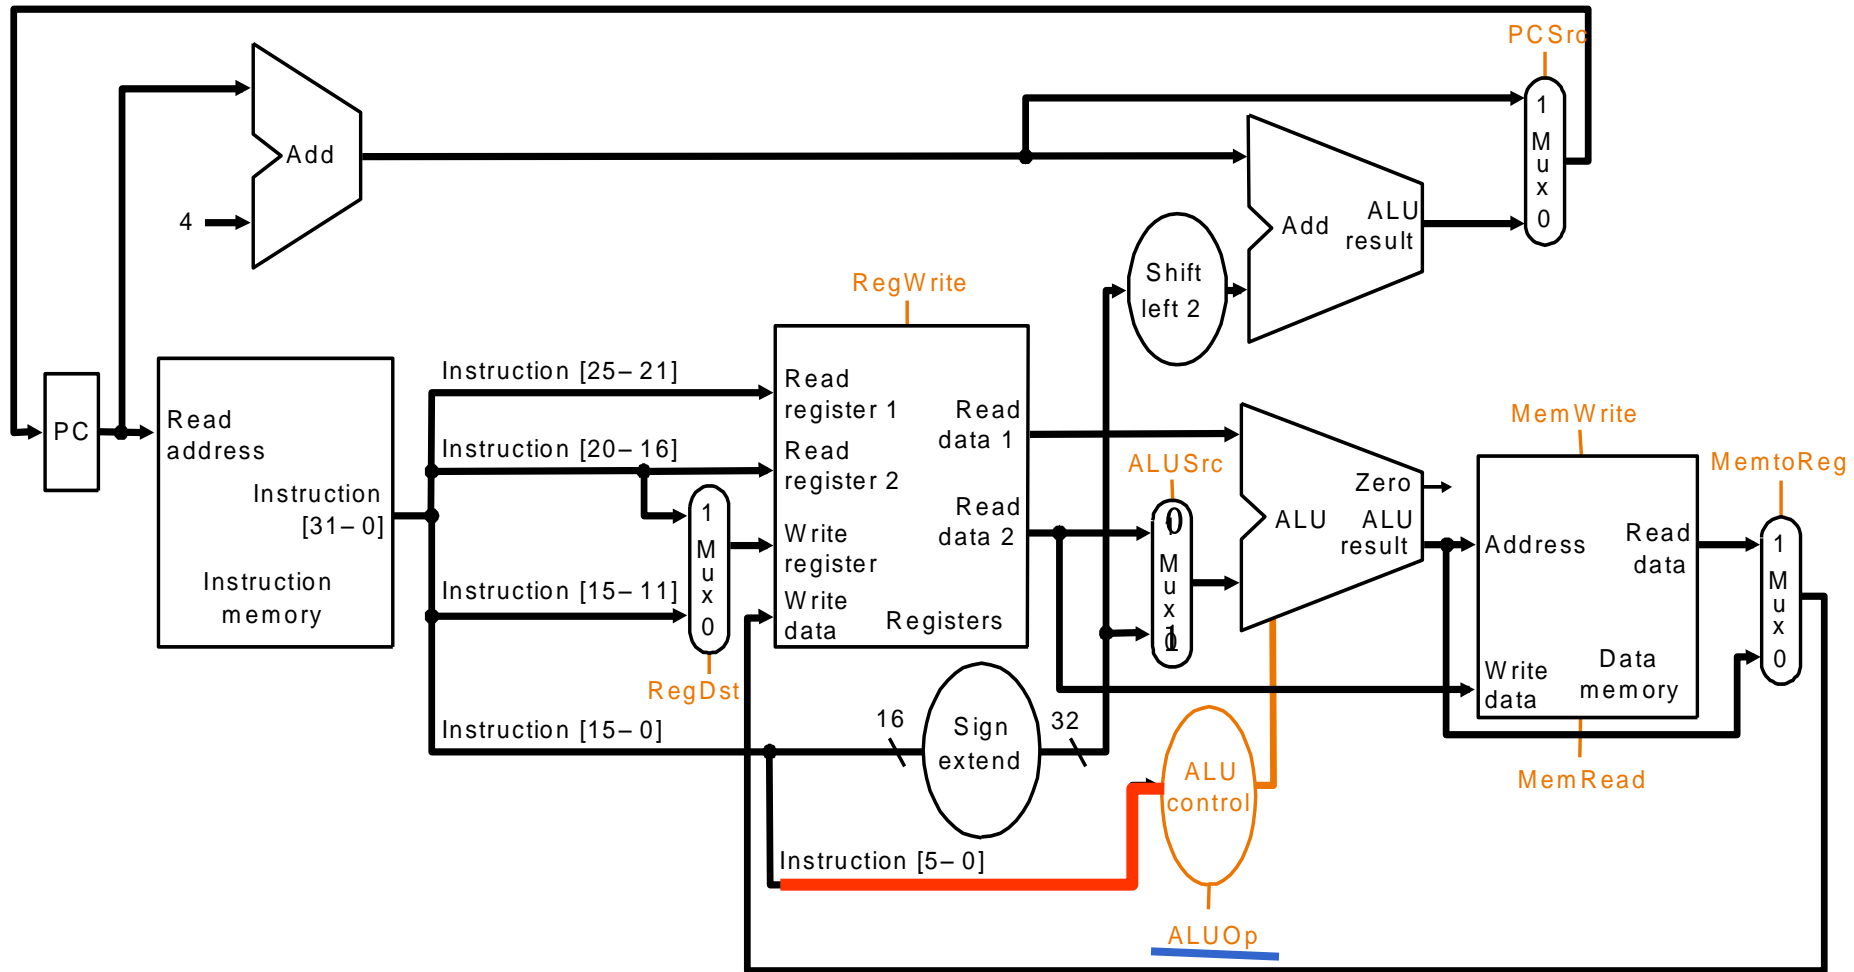 PCSrc
1
M
u
x
0
Add
4
Add
ALU
result
Shift
left 2
RegWrite
PC
Read
address
Instruction
[31–0]
Instruction
memory
Instruction [25–21]
Instruction [20–16]
Instruction [15–11]
Instruction [15–0]
1
M
u
x
0
RegDst
Read
register 1
Read
register 2
Write
register
Write
data
Read
data 1
Read
data 2
Registers
ALUSrc
0
M
u
x
1
Zero
ALU
ALU
result
MemWrite
Address
Read
data
Write
data
Data
memory
MemRead
MemtoReg
1
M
u
x
0
16
Sign
extend
32
ALU
control
Instruction [5–0]
ALUOp